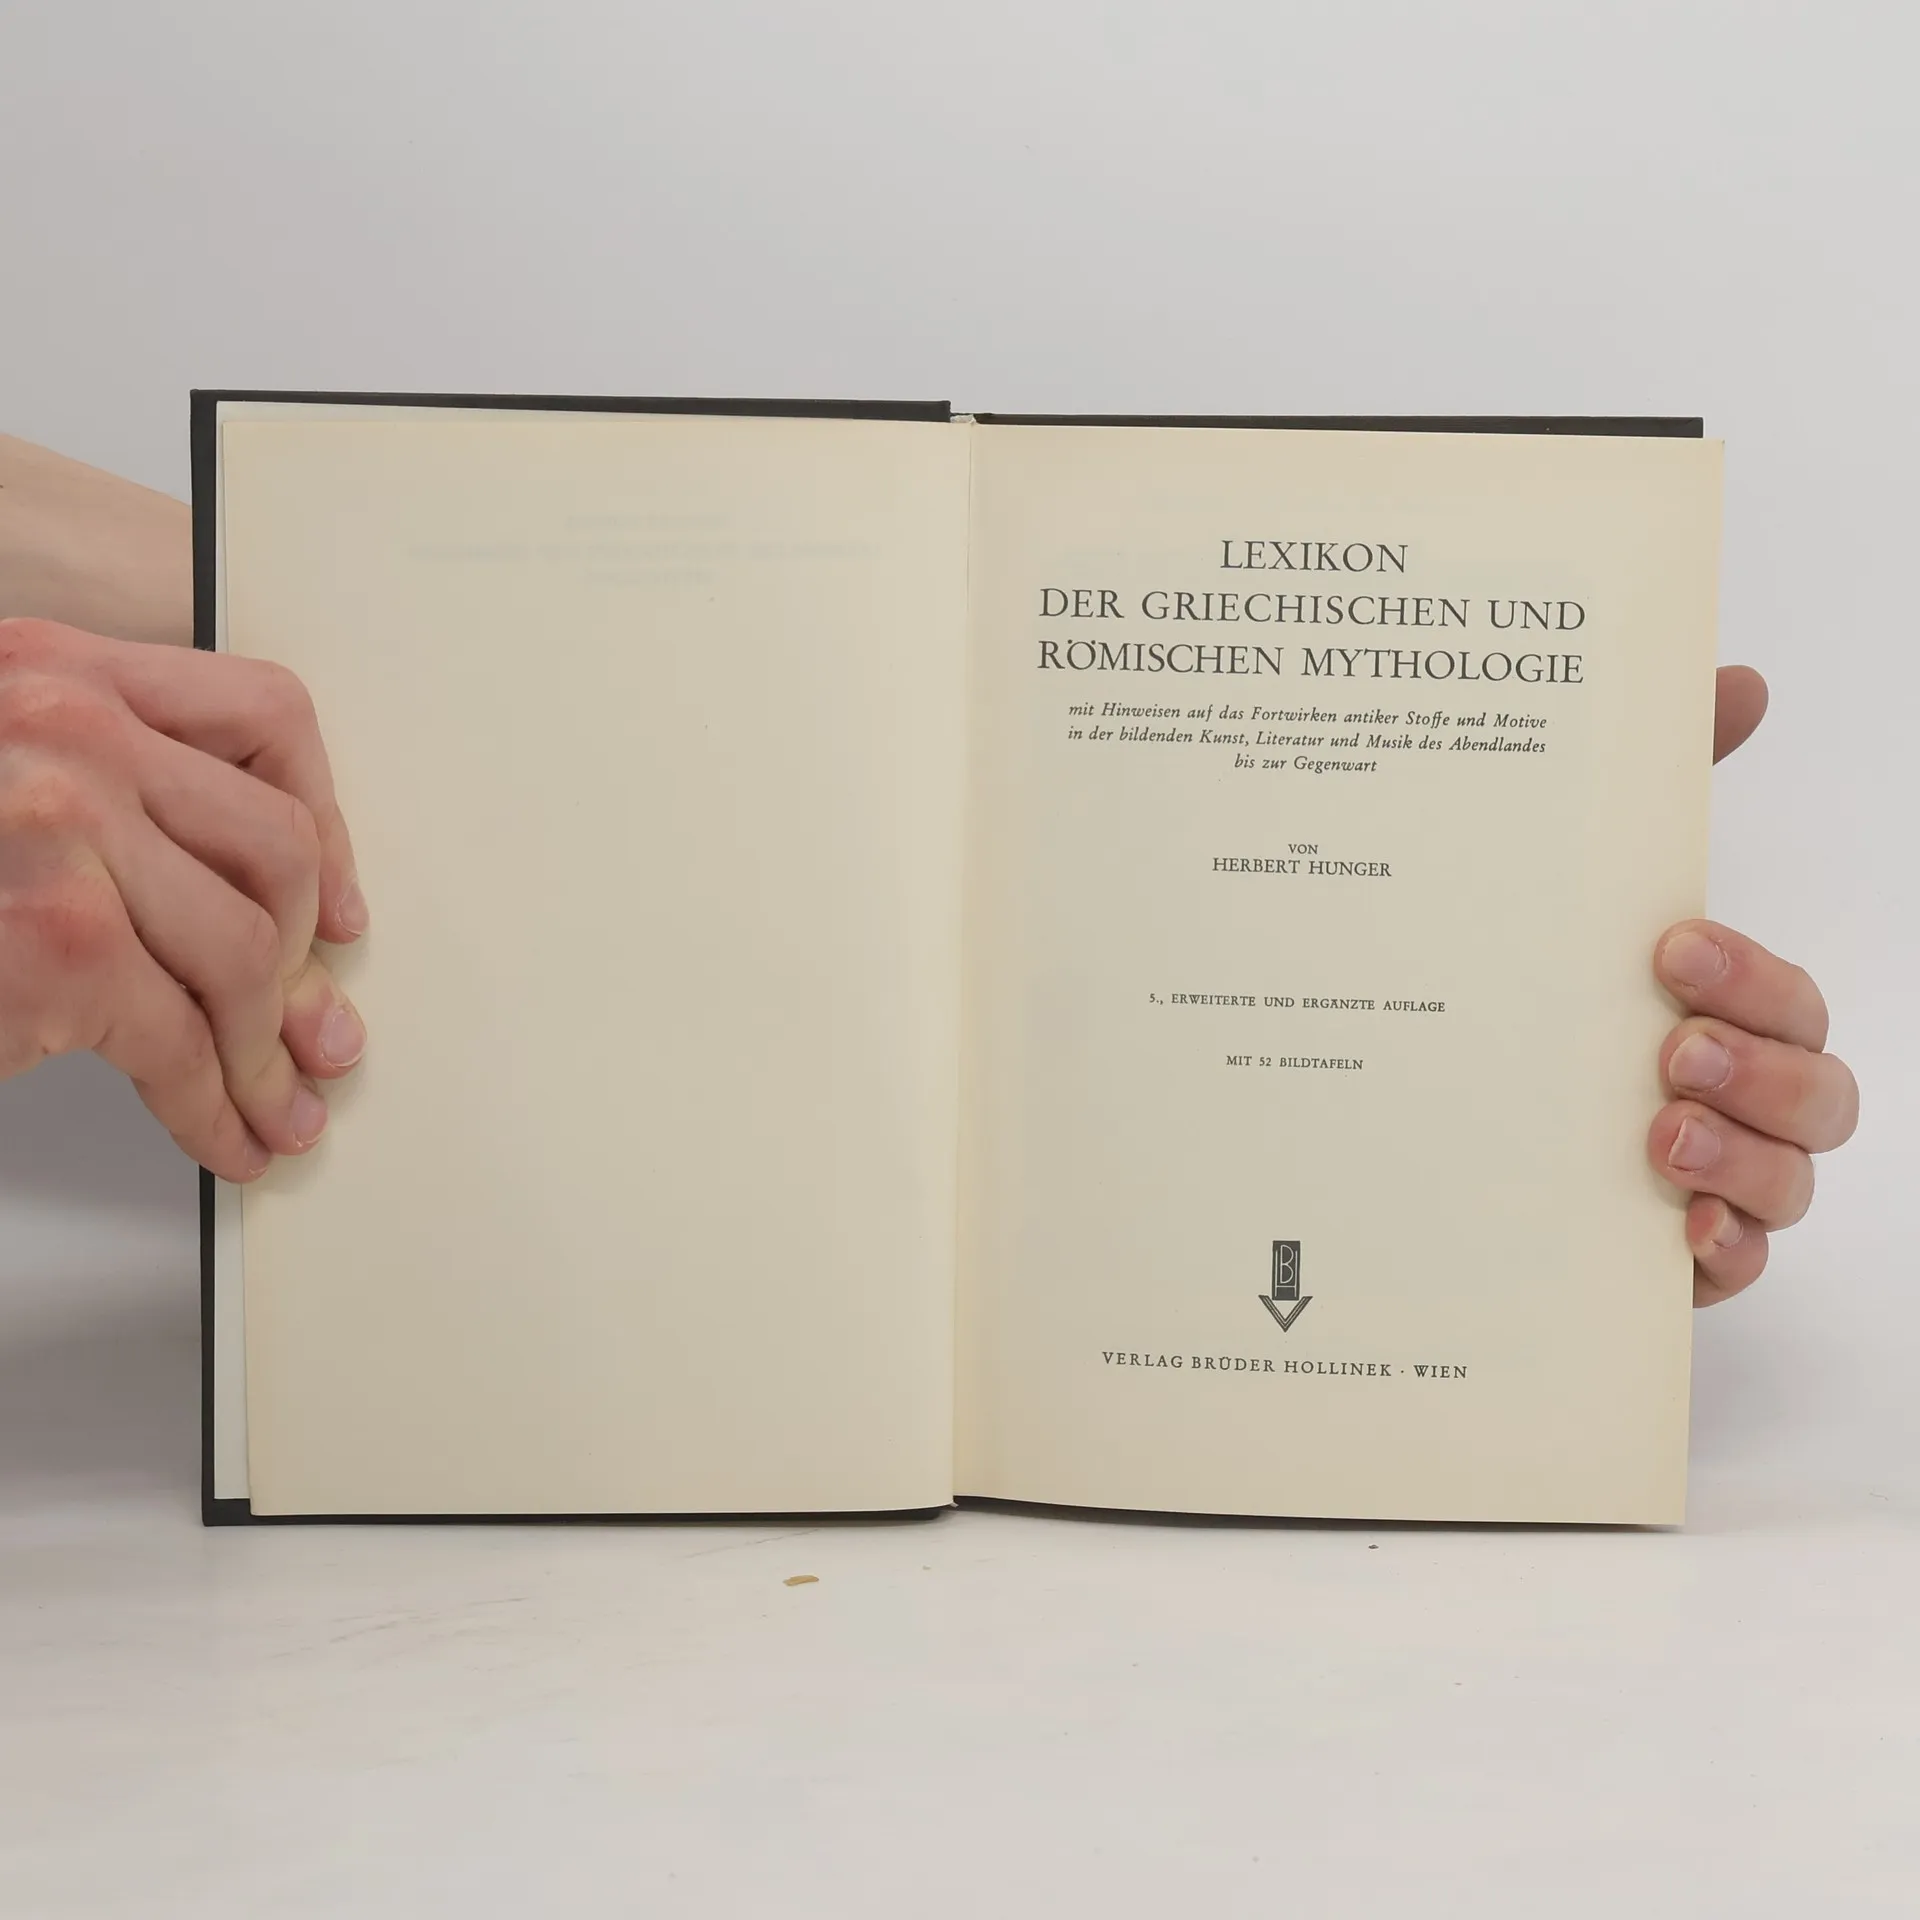 LEXIKON
DER GRIECHISCHEN UND
RÖMISCHEN MYTHOLOGIE
mit Hinweisen auf das Fortwirken antiker Stoffe und Motive
in der bildenden Kunst, Literatur und Musik des Abendlandes
bis zur Gegenwart
VON
HERBERT HUNGER
5., ERWEITERTE UND ERGÄNZTE AUFLAGE
MIT 52 BILDTAFELN
BH
VERLAG BRÜDER HOLLINEK · WIEN